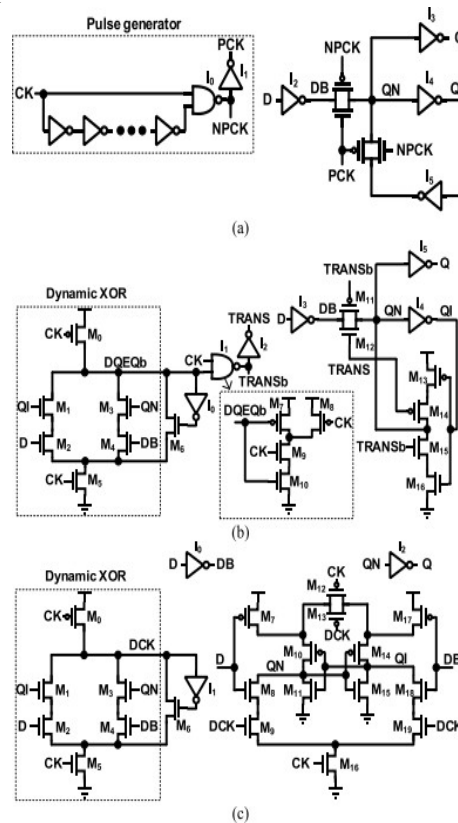 Pulse generator
PCK
I0
I1
CK
NPCK
I3
NPCK
I2
DB
QN
I4
D
NPCK
PCK
I5
(a)
I5
TRANSb
Q
Dynamic XOR
I3
M11
DB
QN
I4
QI
D
TRANS
M12
CK
M0
I1
I2
TRANS
M13
DQEQb
CK
TRANSb
M14
QI
M1
M3
QN
I0
M7
M8
DQEQb
CK
TRANSb
M15
D
M2
M4
DB
M6
CK
M9
M16
CK
M5
M10
(b)
I0
D
DB
I2
QN
Q
Dynamic XOR
CK
M12
M13
DCK
CK
M0
M7
M17
DCK
M10
M14
D
QN
QI
DB
QI
M1
M3
QN
I1
M8
M11
M15
M18
D
M2
M4
DB
M6
DCK
M9
M19
DCK
CK
M5
CK
M16
(c)